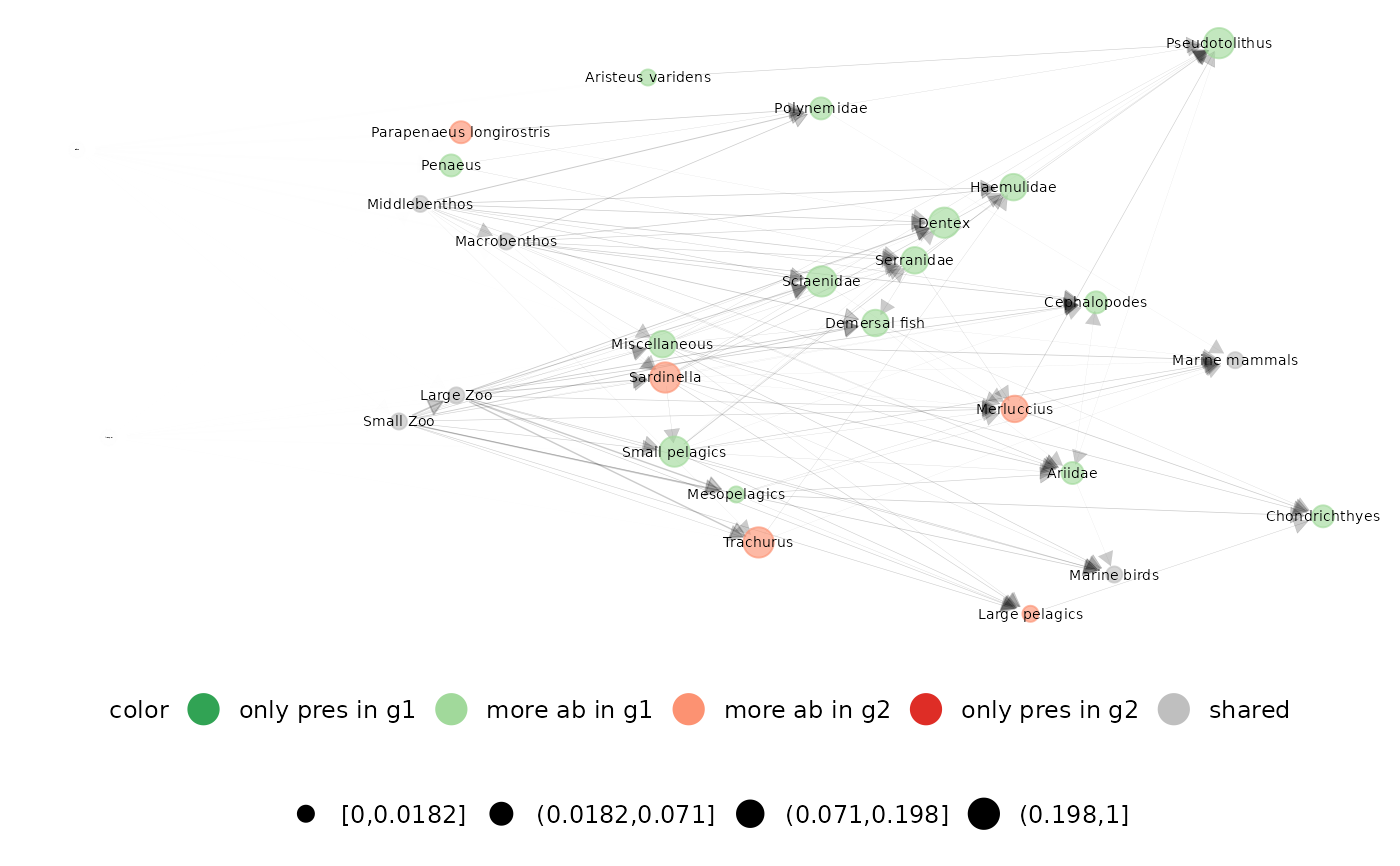 Pseudotolithus
Aristeus varidens
Polynemidae
Parapenaeus longirostris
Penaeus
Haemulidae
Middlebenthos
Dentex
Macrobenthos
Serranidae
Sciaenidae
Cephalopodes
Demersal fish
Miscellaneous
Marine mammals
Sardinella
Large Zoo
Merluccius
Small Zoo
Small pelagics
Ariidae
Mesopelagics
Chondrichthyes
Trachurus
Marine birds
Large pelagics
color only pres in g1 more ab in g1 more ab in g2 only pres in g2 shared
[0,0.0182] (0.0182,0.071] (0.071,0.198] (0.198,1]